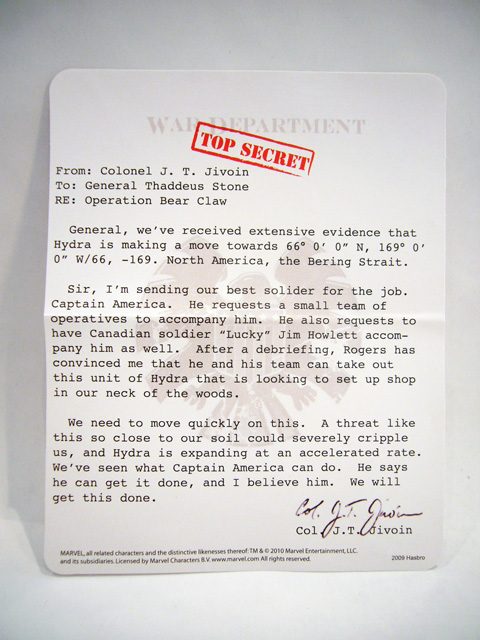 WAR DEPARTMENT
TOP SECRET
From: Colonel J. T. Jivoin
To: General Thaddeus Stone
RE: Operation Bear Claw
General, we've received extensive evidence that
Hydra is making a move towards 66° 0' 0" N, 169° 0'
0" W/66, -169. North America, the Bering Strait.
Sir, I'm sending our best solider for the job.
Captain America. He requests a small team of
operatives to accompany him. He also requests to
have Canadian soldier "Lucky" Jim Howlett accom-
pany him as well. After a debriefing, Rogers has
convinced me that he and his team can take out
this unit of Hydra that is looking to set up shop
in our neck of the woods.
We need to move quickly on this. A threat like
this so close to our soil could severely cripple
us, and Hydra is expanding at an accelerated rate.
We've seen what Captain America can do. He says
he can get it done, and I believe him. We will
get this done.
Col. J.T. Jivoin
Col. J.T. Jivoin
MARVEL, all related characters and the distinctive likenesses thereof: TM & © 2010 Marvel Entertainment, LLC.
and its subsidiaries. Licensed by Marvel Characters B.V. www.marvel.com All rights reserved.
2009 Hasbro